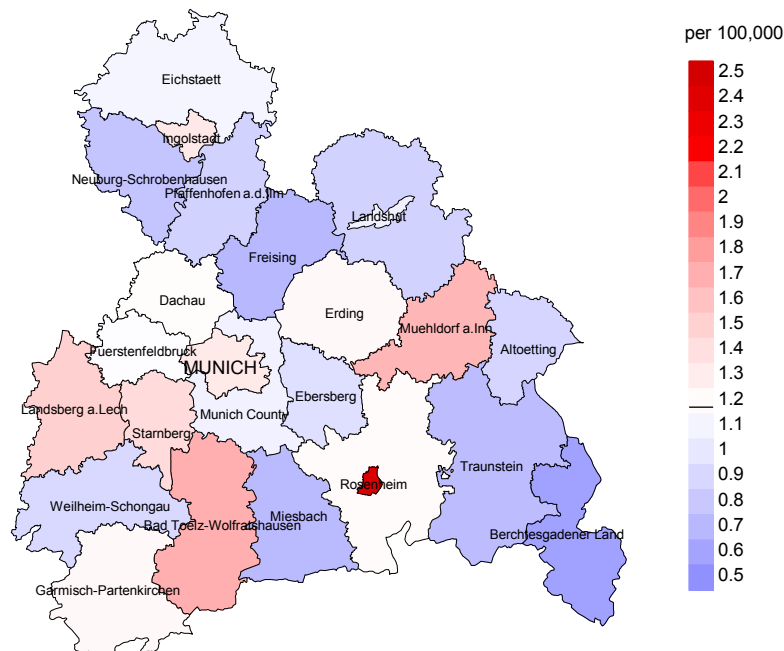 per 100,000
2.5
2.4
2.3
2.2
2.1
2
1.9
1.8
1.7
1.6
1.5
1.4
1.3
1.2
1.1
1
0.9
0.8
0.7
0.6
0.5
Eichstaett
Ingolstadt
Neuburg-Schrobenhausen
Pfaffenhofen a.d.Ilm
Landshut
Freising
Dachau
Erding
Muehldorf a.Inn
Fuerstenfeldbruck
Altoetting
MUNICH
Ebersberg
Landsberg a.Lech
Munich County
Starnberg
Traunstein
Rosenheim
Weilheim-Schongau
Miesbach
Bad Toelz-Wolfratshausen
Berchtesgadener Land
Garmisch-Partenkirchen